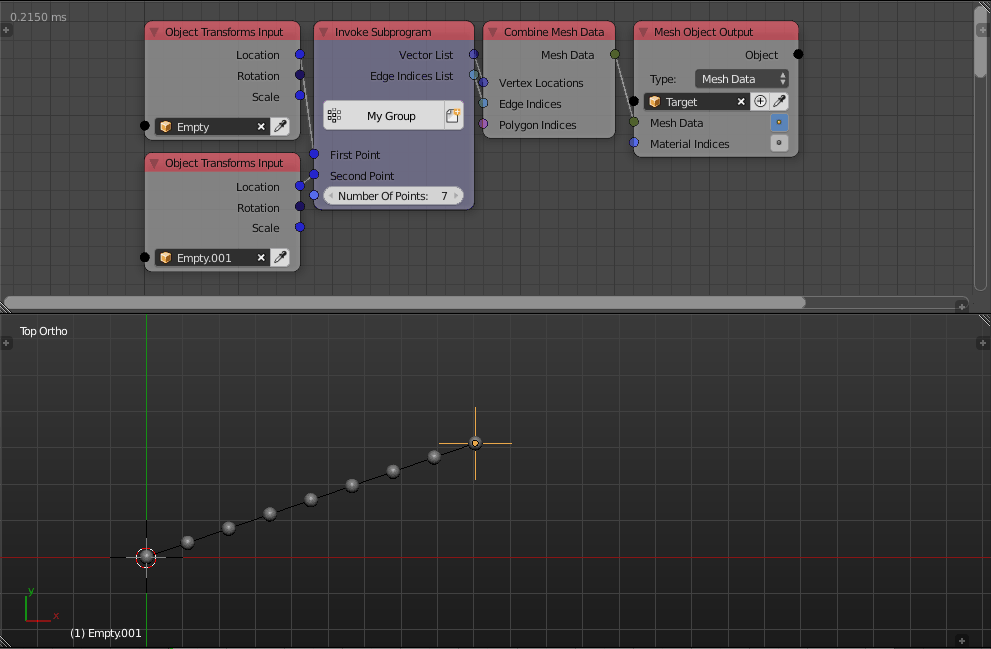 0.2150 ms
Object Transforms Input
Location
Rotation
Scale
Empty
Object Transforms Input
Location
Rotation
Scale
Empty.001
Invoke Subprogram
Vector List
Edge Indices List
My Group
First Point
Second Point
Number Of Points: 7
Combine Mesh Data
Mesh Data
Vertex Locations
Edge Indices
Polygon Indices
Mesh Object Output
Object
Type: Mesh Data
Target
Mesh Data
Material Indices
Top Ortho
y
x
(1) Empty.001